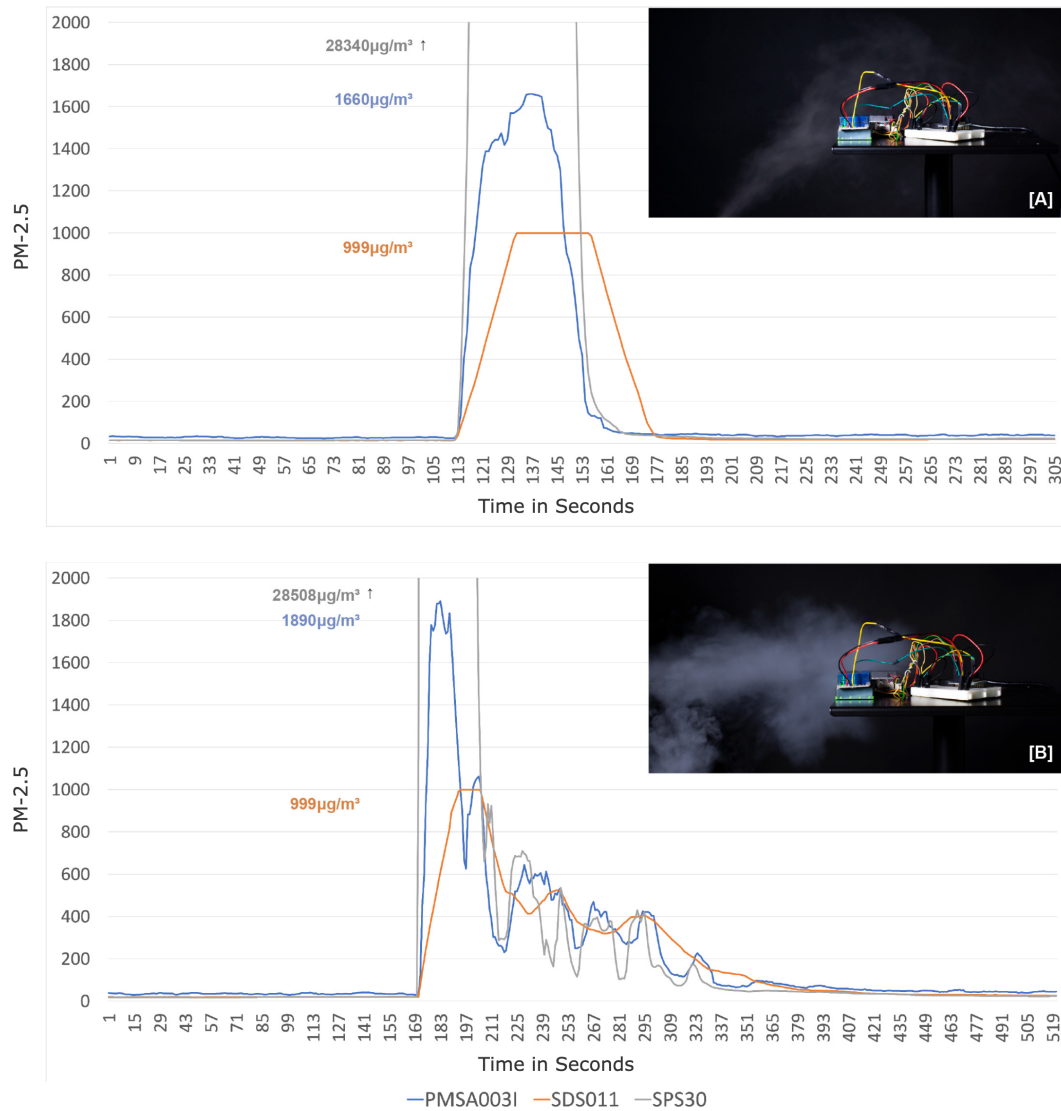 2000
1800
1600
1400
1200
1000
800
600
400
200
0
PM-2.5
28340µg/m³ ↑
1660µg/m³
999µg/m³
[A]
1 9 17 25 33 41 49 57 65 73 81 89 97 105 113 121 129 137 145 153 161 169 177 185 193 201 209 217 225 233 241 249 257 265 273 281 289 297 305
Time in Seconds
2000
1800
1600
1400
1200
1000
800
600
400
200
0
PM-2.5
28508µg/m³ ↑
1890µg/m³
999µg/m³
[B]
1 15 29 43 57 71 85 99 113 127 141 155 169 183 197 211 225 239 253 267 281 295 309 323 337 351 365 379 393 407 421 435 449 463 477 491 505 519
Time in Seconds
PMSA003I SDS011 SPS30